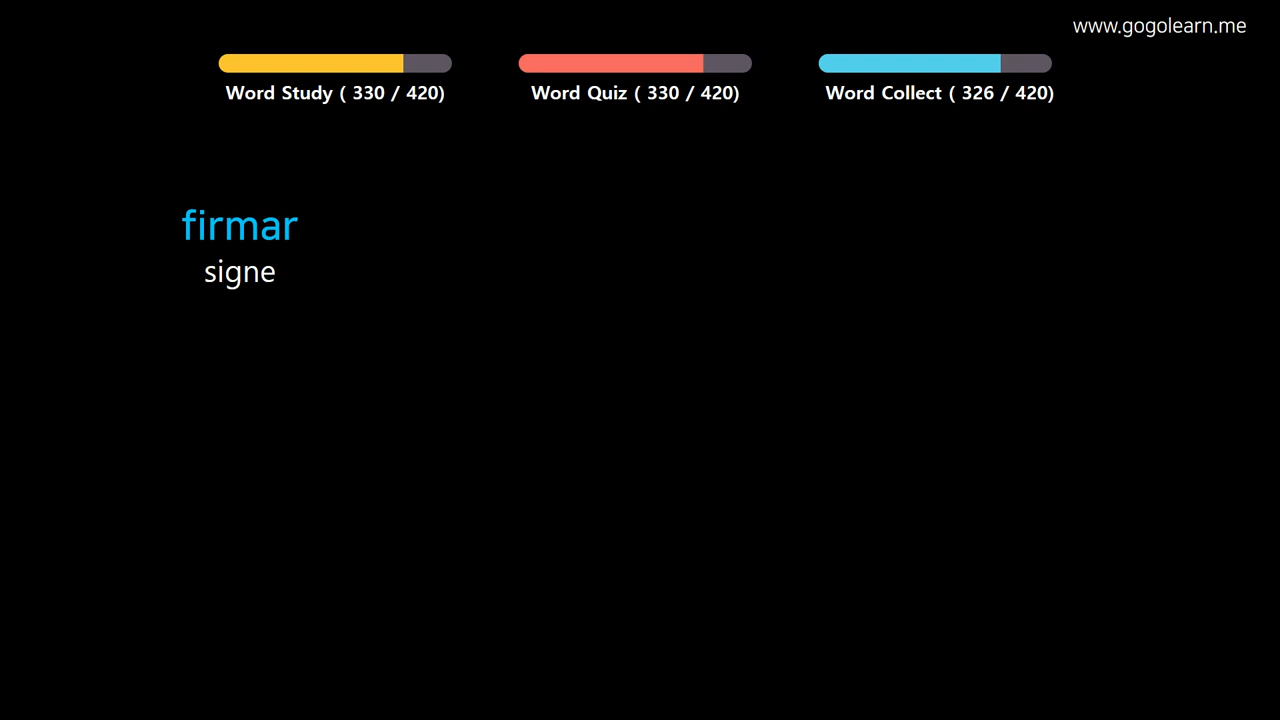 www.gogolearn.me
Word Study ( 330 / 420)
Word Quiz ( 330 / 420)
Word Collect ( 326 / 420)
firmar
signe